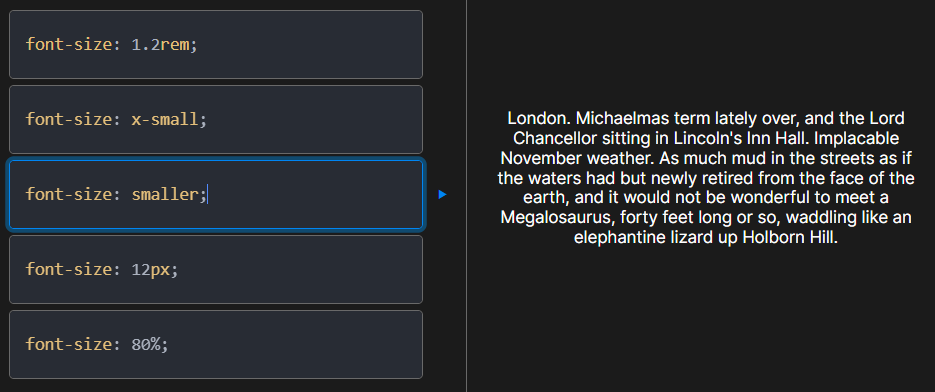 font-size: 1.2rem;
font-size: x-small;
font-size: smaller;
font-size: 12px;
font-size: 80%;
London. Michaelmas term lately over, and the Lord
Chancellor sitting in Lincoln's Inn Hall. Implacable
November weather. As much mud in the streets as if
the waters had but newly retired from the face of the
earth, and it would not be wonderful to meet a
Megalosaurus, forty feet long or so, waddling like an
elephantine lizard up Holborn Hill.